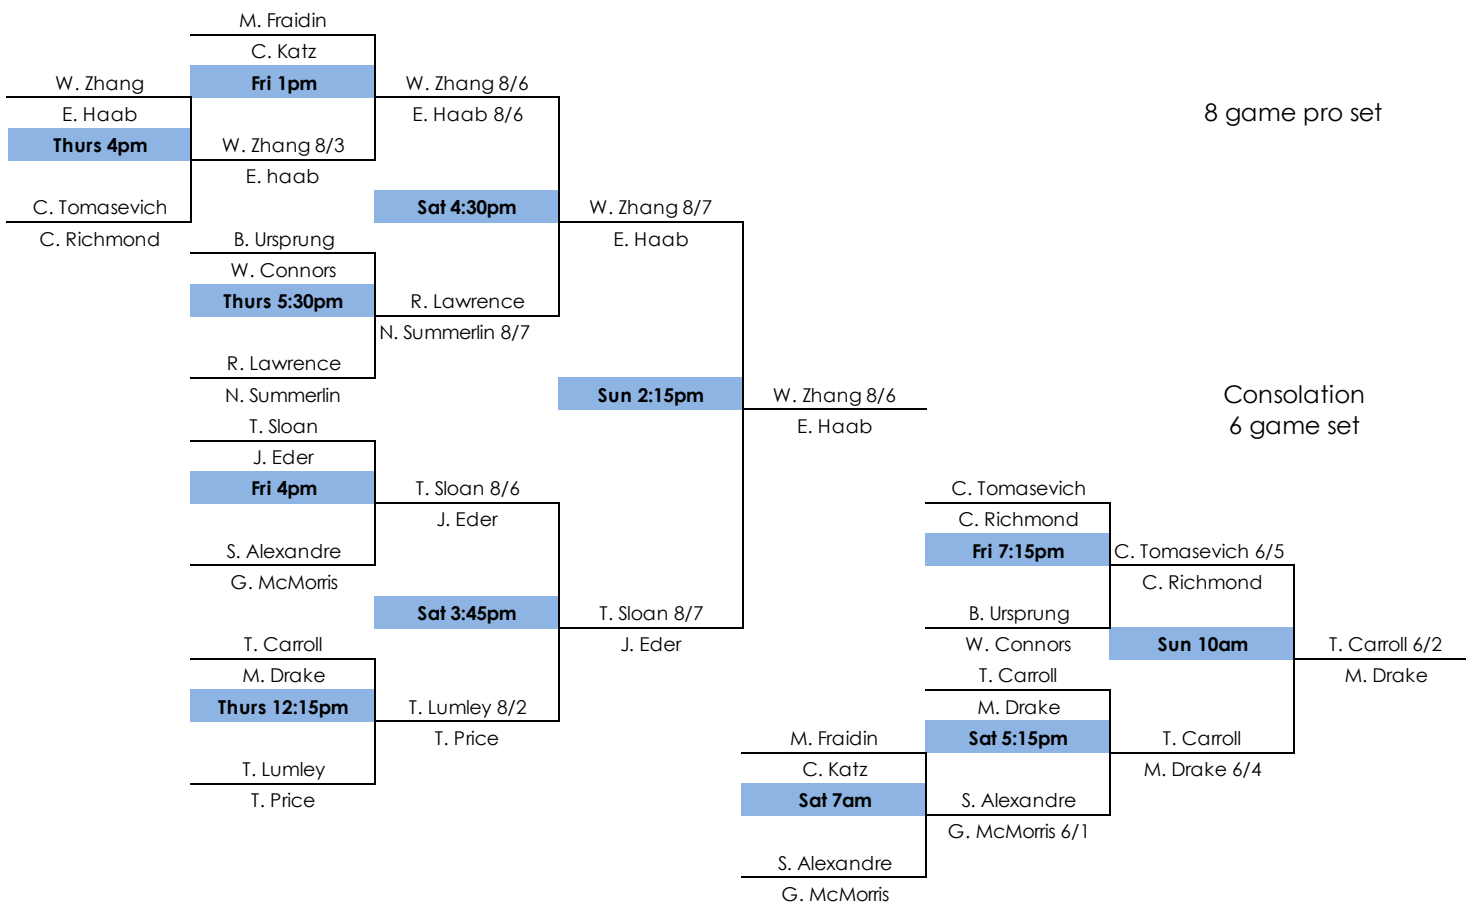 M. Fraidin
C. Katz
Fri 1pm
W. Zhang
E. Haab
Thurs 4pm
C. Tomasevich
C. Richmond
W. Zhang 8/3
E. haab
W. Zhang 8/6
E. Haab 8/6
8 game pro set
Sat 4:30pm
B. Ursprung
W. Connors
Thurs 5:30pm
R. Lawrence
N. Summerlin
R. Lawrence
N. Summerlin 8/7
W. Zhang 8/7
E. Haab
Sun 2:15pm
W. Zhang 8/6
E. Haab
T. Sloan
J. Eder
Fri 4pm
S. Alexandre
G. McMorris
T. Sloan 8/6
J. Eder
Sat 3:45pm
T. Sloan 8/7
J. Eder
T. Carroll
M. Drake
Thurs 12:15pm
T. Lumley
T. Price
T. Lumley 8/2
T. Price
Consolation
6 game set
C. Tomasevich
C. Richmond
Fri 7:15pm
B. Ursprung
W. Connors
C. Tomasevich 6/5
C. Richmond
Sun 10am
T. Carroll 6/2
M. Drake
T. Carroll
M. Drake
Sat 5:15pm
T. Carroll
M. Drake 6/4
M. Fraidin
C. Katz
Sat 7am
S. Alexandre
G. McMorris 6/1
S. Alexandre
G. McMorris